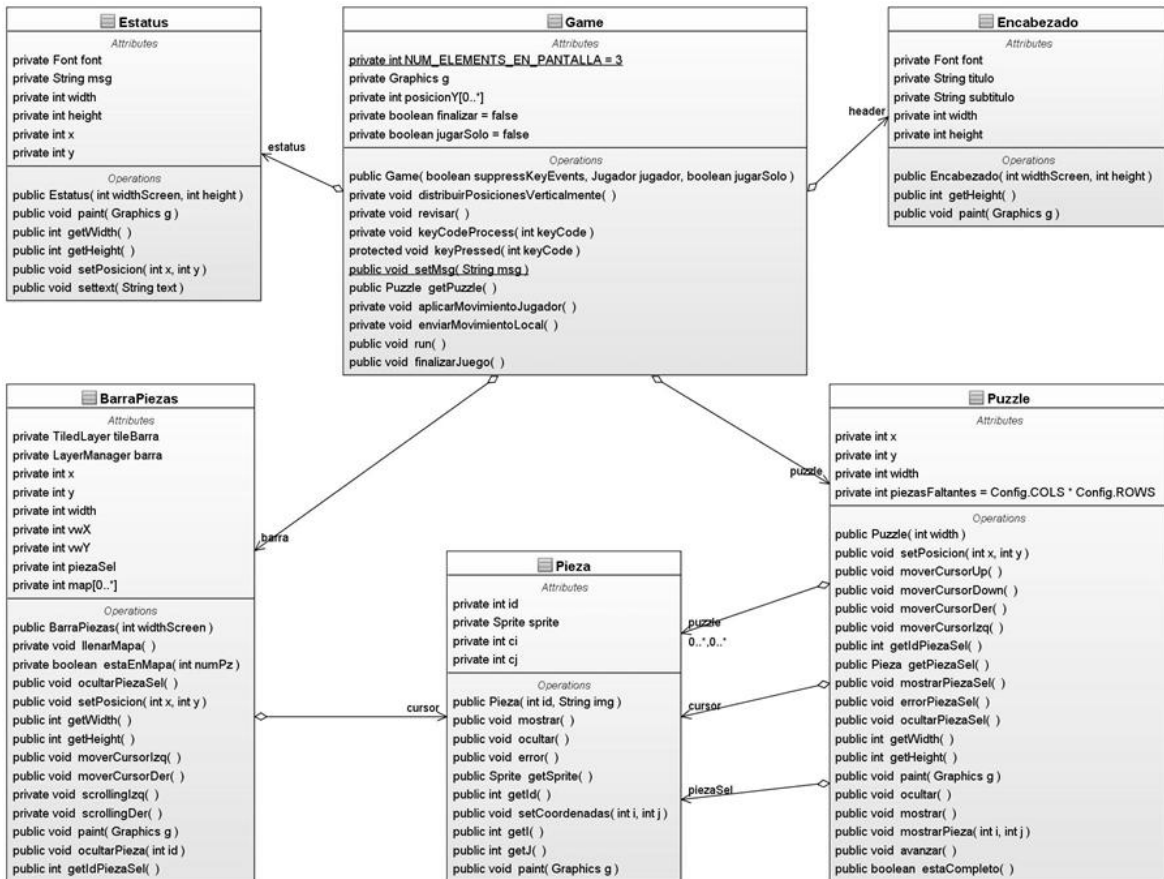 Estatus
Attributes
private Font font
private String msg
private int width
private int height
private int x
private int y
Operations
public Estatus( int widthScreen, int height )
public void paint( Graphics g )
public int getWidth( )
public int getHeight( )
public void setPosicion( int x, int y )
public void settext( String text )
estatus
Game
Attributes
private int NUM_ELEMENTS_EN_PANTALLA = 3
private Graphics g
private int posicionY[0..*]
private boolean finalizar = false
private boolean jugarSolo = false
Operations
public Game( boolean suppressKeyEvents, Jugador jugador, boolean jugarSolo )
private void distribuirPosicionesVerticalmente( )
private void revisar( )
private void keyCodeProcess( int keyCode )
protected void keyPressed( int keyCode )
public void setMsg( String msg )
public Puzzle getPuzzle( )
private void aplicarMovimientoJugador( )
private void enviarMovimientoLocal( )
public void run( )
public void finalizarJuego( )
header
Encabezado
Attributes
private Font font
private String titulo
private String subtitulo
private int width
private int height
Operations
public Encabezado( int widthScreen, int height )
public int getHeight( )
public void paint( Graphics g )
BarraPiezas
Attributes
private TiledLayer tileBarra
private LayerManager barra
private int x
private int y
private int width
private int vwX
private int vwY
private int piezaSel
private int map[0..*]
Operations
public BarraPiezas( int widthScreen )
private void llenarMapa( )
private boolean estaEnMapa( int numPz )
public void ocultarPiezaSel( )
public void setPosicion( int x, int y )
public int getWidth( )
public int getHeight( )
public void moverCursorIzq( )
public void moverCursorDer( )
private void scrollingIzq( )
private void scrollingDer( )
public void paint( Graphics g )
public void ocultarPieza( int id )
public int getIdPiezaSel( )
barra
cursor
Pieza
Attributes
private int id
private Sprite sprite
private int ci
private int cj
Operations
public Pieza( int id, String img )
public void mostrar( )
public void ocultar( )
public void error( )
public Sprite getSprite( )
public int getId( )
public void setCoordenadas( int i, int j )
public int getI( )
public int getJ( )
public void paint( Graphics g )
puzzle
puzzle
0..*,0..*
cursor
piezaSel
Puzzle
Attributes
private int x
private int y
private int width
private int piezasFaltantes = Config.COLS * Config.ROWS
Operations
public Puzzle( int width )
public void setPosicion( int x, int y )
public void moverCursorUp( )
public void moverCursorDown( )
public void moverCursorDer( )
public void moverCursorIzq( )
public int getIdPiezaSel( )
public Pieza getPiezaSel( )
public void mostrarPiezaSel( )
public void errorPiezaSel( )
public void ocultarPiezaSel( )
public int getWidth( )
public int getHeight( )
public void paint( Graphics g )
public void ocultar( )
public void mostrar( )
public void mostrarPieza( int i, int j )
public void avanzar( )
public boolean estaCompleto( )